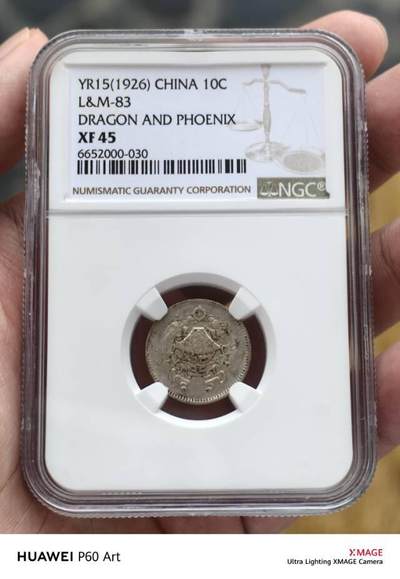 YR15(1926) CHINA 10C
L&M-83
DRAGON AND PHOENIX
XF 45
6652000-030
NUMISMATIC GUARANTY CORPORATION
NGC®
HUAWEI P60 Art
XMAGE
Ultra Lighting XMAGE Camera